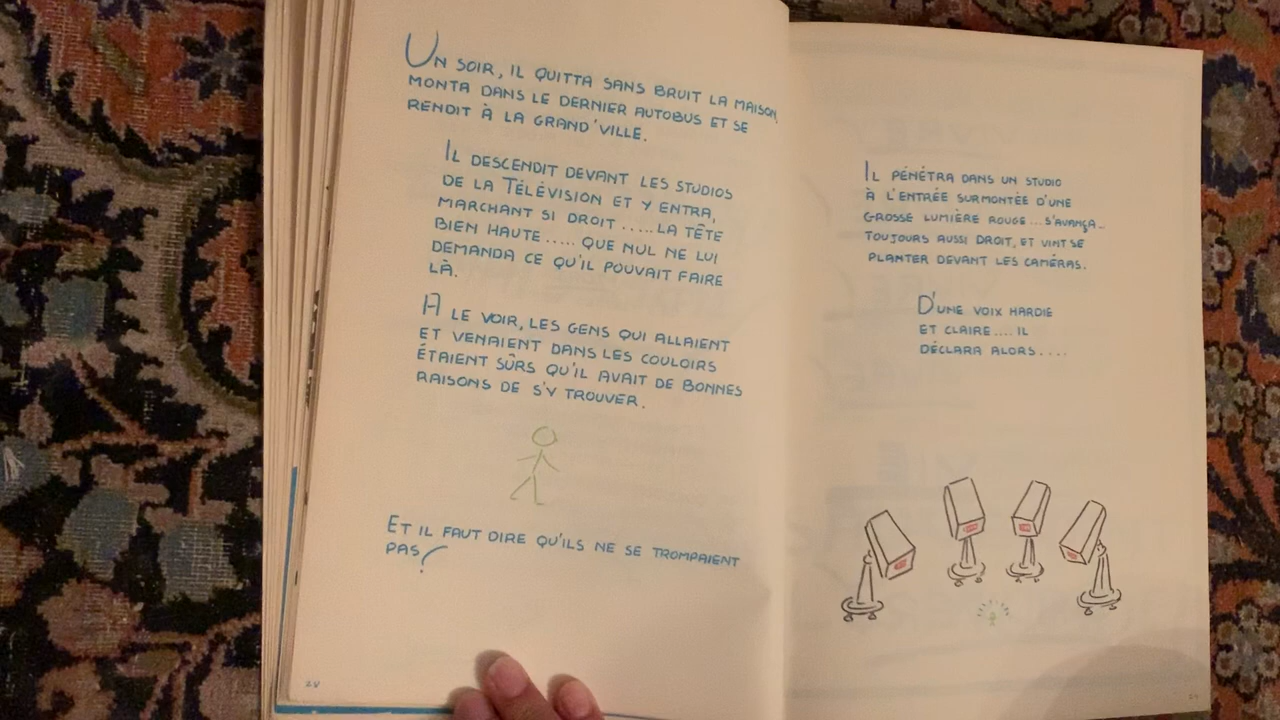 UN SOIR, IL QUITTA SANS BRUIT LA MAISON,
MONTA DANS LE DERNIER AUTOBUS ET SE
RENDIT À LA GRAND'VILLE.
IL DESCENDIT DEVANT LES STUDIOS
DE LA TÉLÉVISION ET Y ENTRA,
MARCHANT SI DROIT.....LA TÊTE
BIEN HAUTE..... QUE NUL NE LUI
DEMANDA CE QU'IL POUVAIT FAIRE
LÀ.
A LE VOIR, LES GENS QUI ALLAIENT
ET VENAIENT DANS LES COULOIRS
ÉTAIENT SÛRS QU'IL AVAIT DE BONNES
RAISONS DE S'Y TROUVER.
ET IL FAUT DIRE QU'ILS NE SE TROMPAIENT
PAS
IL PÉNÉTRA DANS UN STUDIO
À L'ENTRÉE SURMONTÉE D'UNE
GROSSE LUMIÈRE ROUGE...S'AVANÇA..
TOUJOURS AUSSI DROIT, ET VINT SE
PLANTER DEVANT LES CAMÉRAS.
D'UNE VOIX HARDIE
ET CLAIRE.... IL
DÉCLARA ALORS....